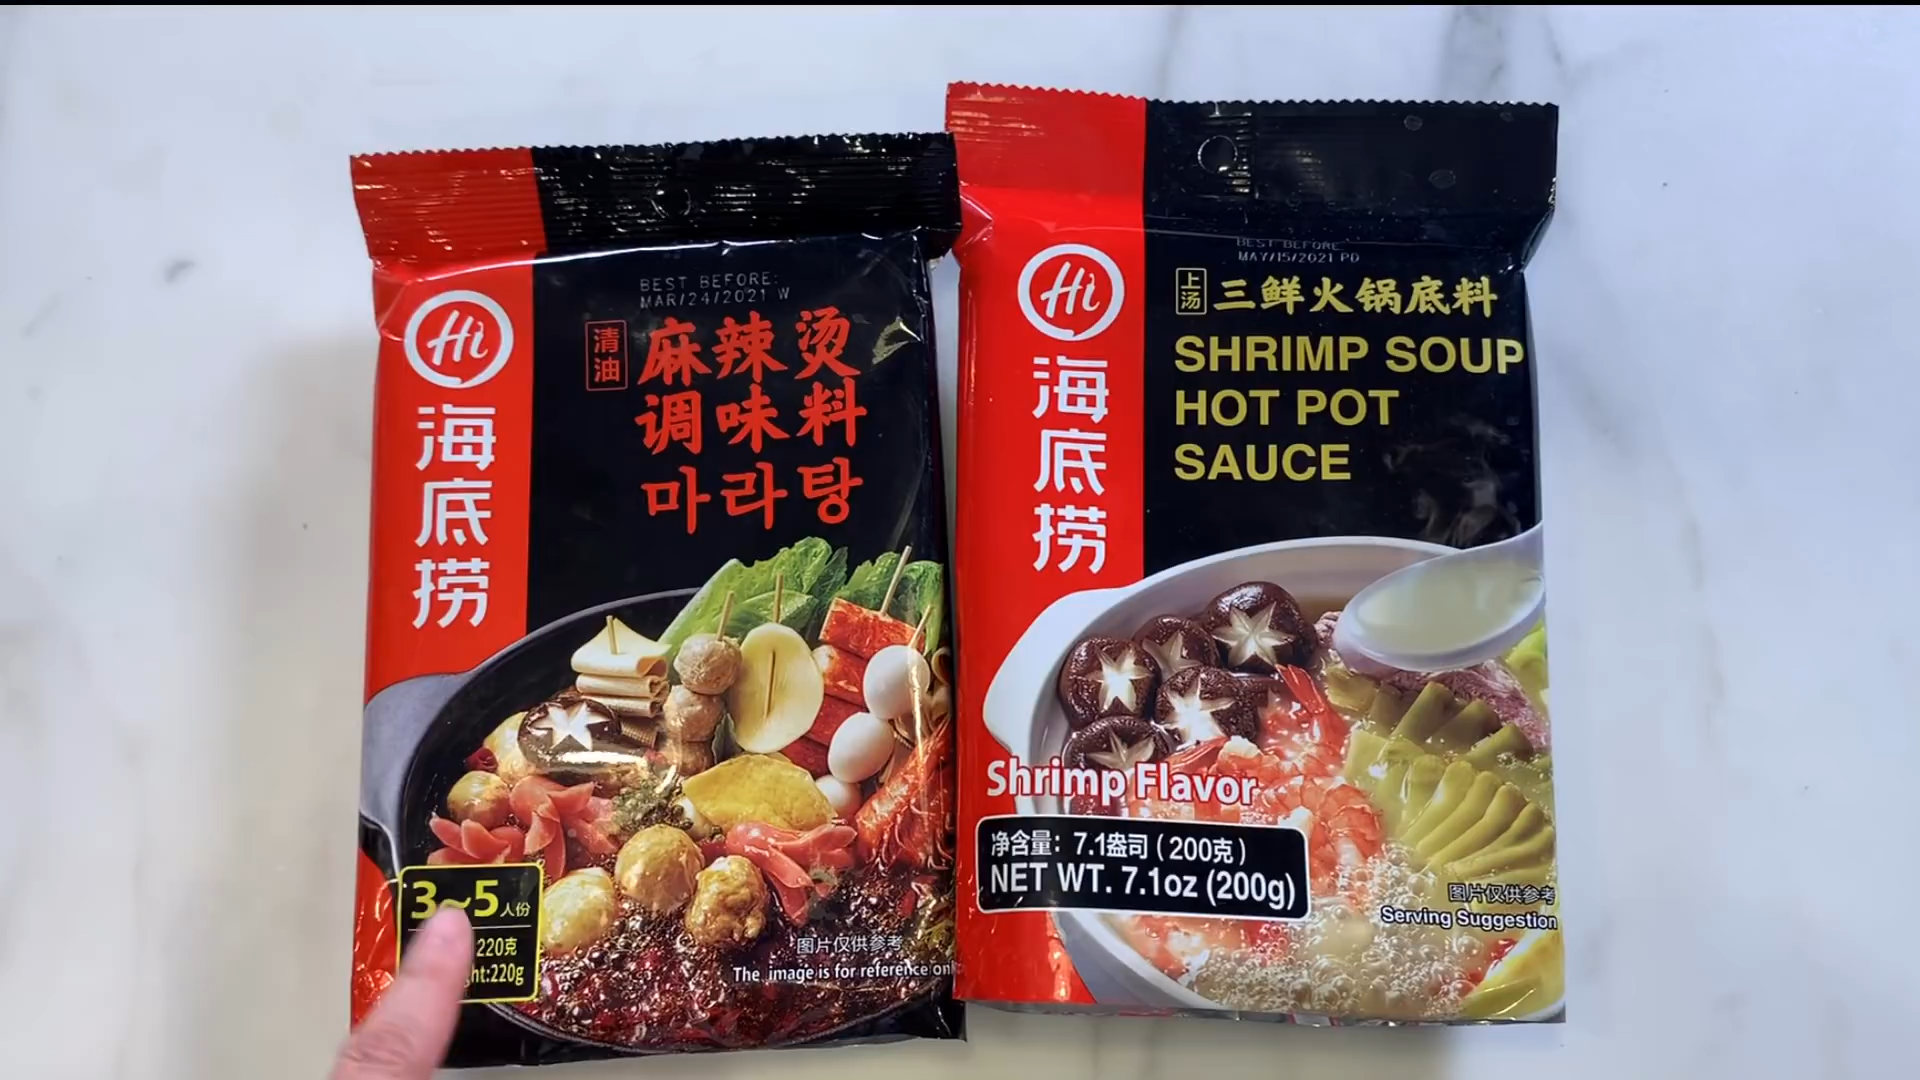 Hi
海底捞
BEST BEFORE:
MAR/24/2021 W
清油
麻辣烫
调味料
마라탕
3~5人份
220克
ht:220g
图片仅供参考
The image is for reference onl
Hi
海底捞
BEST BEFORE
MAY/15/2021 PD
上汤
三鲜火锅底料
SHRIMP SOUP
HOT POT
SAUCE
Shrimp Flavor
净含量: 7.1盎司 (200克)
NET WT. 7.1oz (200g)
图片仅供参考
Serving Suggestion